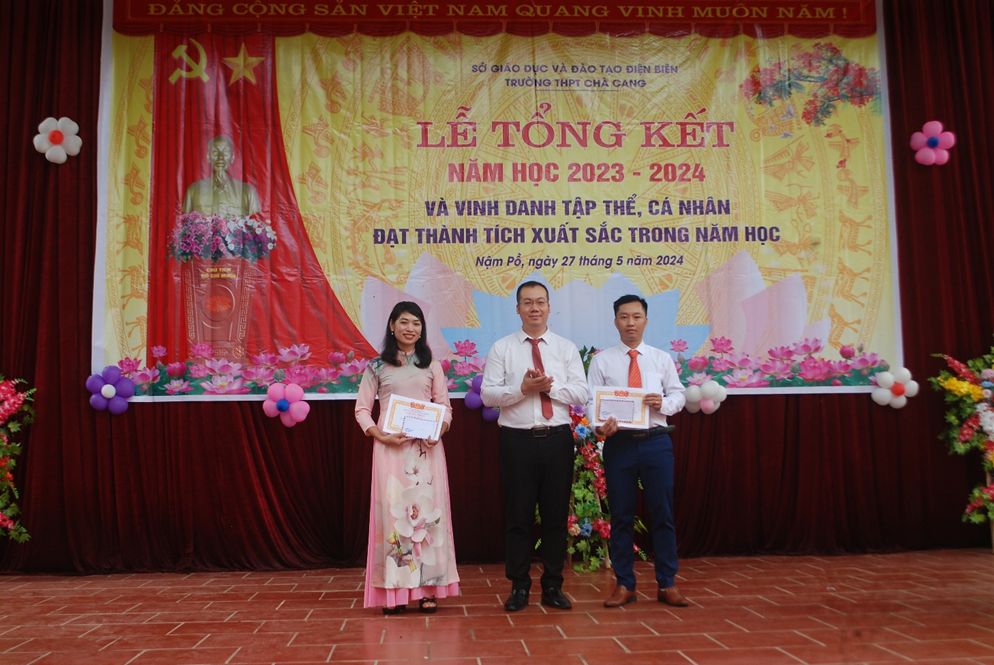 ĐẢNG CỘNG SẢN VIỆT NAM QUANG VINH MUÔN NĂM !
SỞ GIÁO DỤC VÀ ĐÀO TẠO ĐIỆN BIÊN
TRƯỜNG THPT CHÀ CANG
LỄ TỔNG KẾT
NĂM HỌC 2023 - 2024
VÀ VINH DANH TẬP THỂ, CÁ NHÂN
ĐẠT THÀNH TÍCH XUẤT SẮC TRONG NĂM HỌC
Nậm Pồ, ngày 27 tháng 5 năm 2024
CHỦ TỊCH
HỒ CHÍ MINH